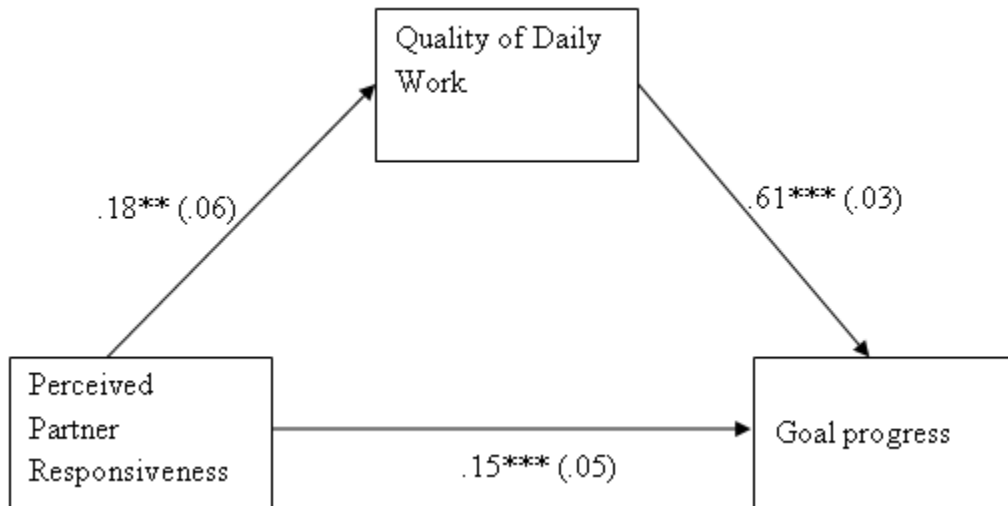 Quality of Daily
Work
.18** (.06)
.61*** (.03)
Perceived
Partner
Responsiveness
.15*** (.05)
Goal progress